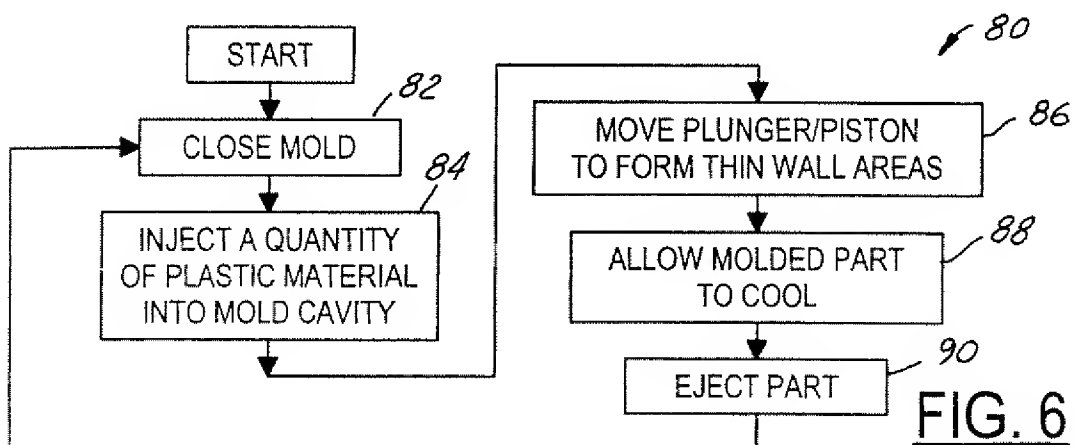 START
82
CLOSE MOLD
84
INJECT A QUANTITY
OF PLASTIC MATERIAL
INTO MOLD CAVITY
80
86
MOVE PLUNGER/PISTON
TO FORM THIN WALL AREAS
88
ALLOW MOLDED PART
TO COOL
90
EJECT PART
FIG. 6